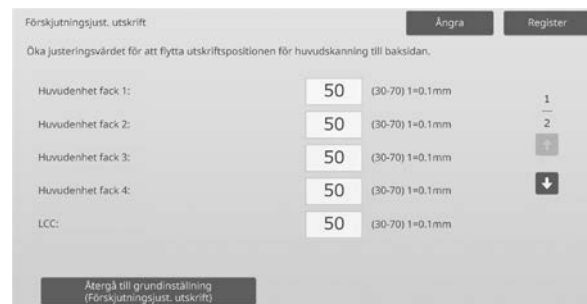 Förskjutningsjust. utskrift
Ångra
Register
Öka justeringsvärdet för att flytta utskriftspositionen för huvudskanning till baksidan.
Huvudenhet fack 1: 50 (30-70) 1=0.1mm
Huvudenhet fack 2: 50 (30-70) 1=0.1mm
Huvudenhet fack 3: 50 (30-70) 1=0.1mm
Huvudenhet fack 4: 50 (30-70) 1=0.1mm
LCC: 50 (30-70) 1=0.1mm
1
2
Återgå till grundinställning
(Förskjutningsjust. utskrift)